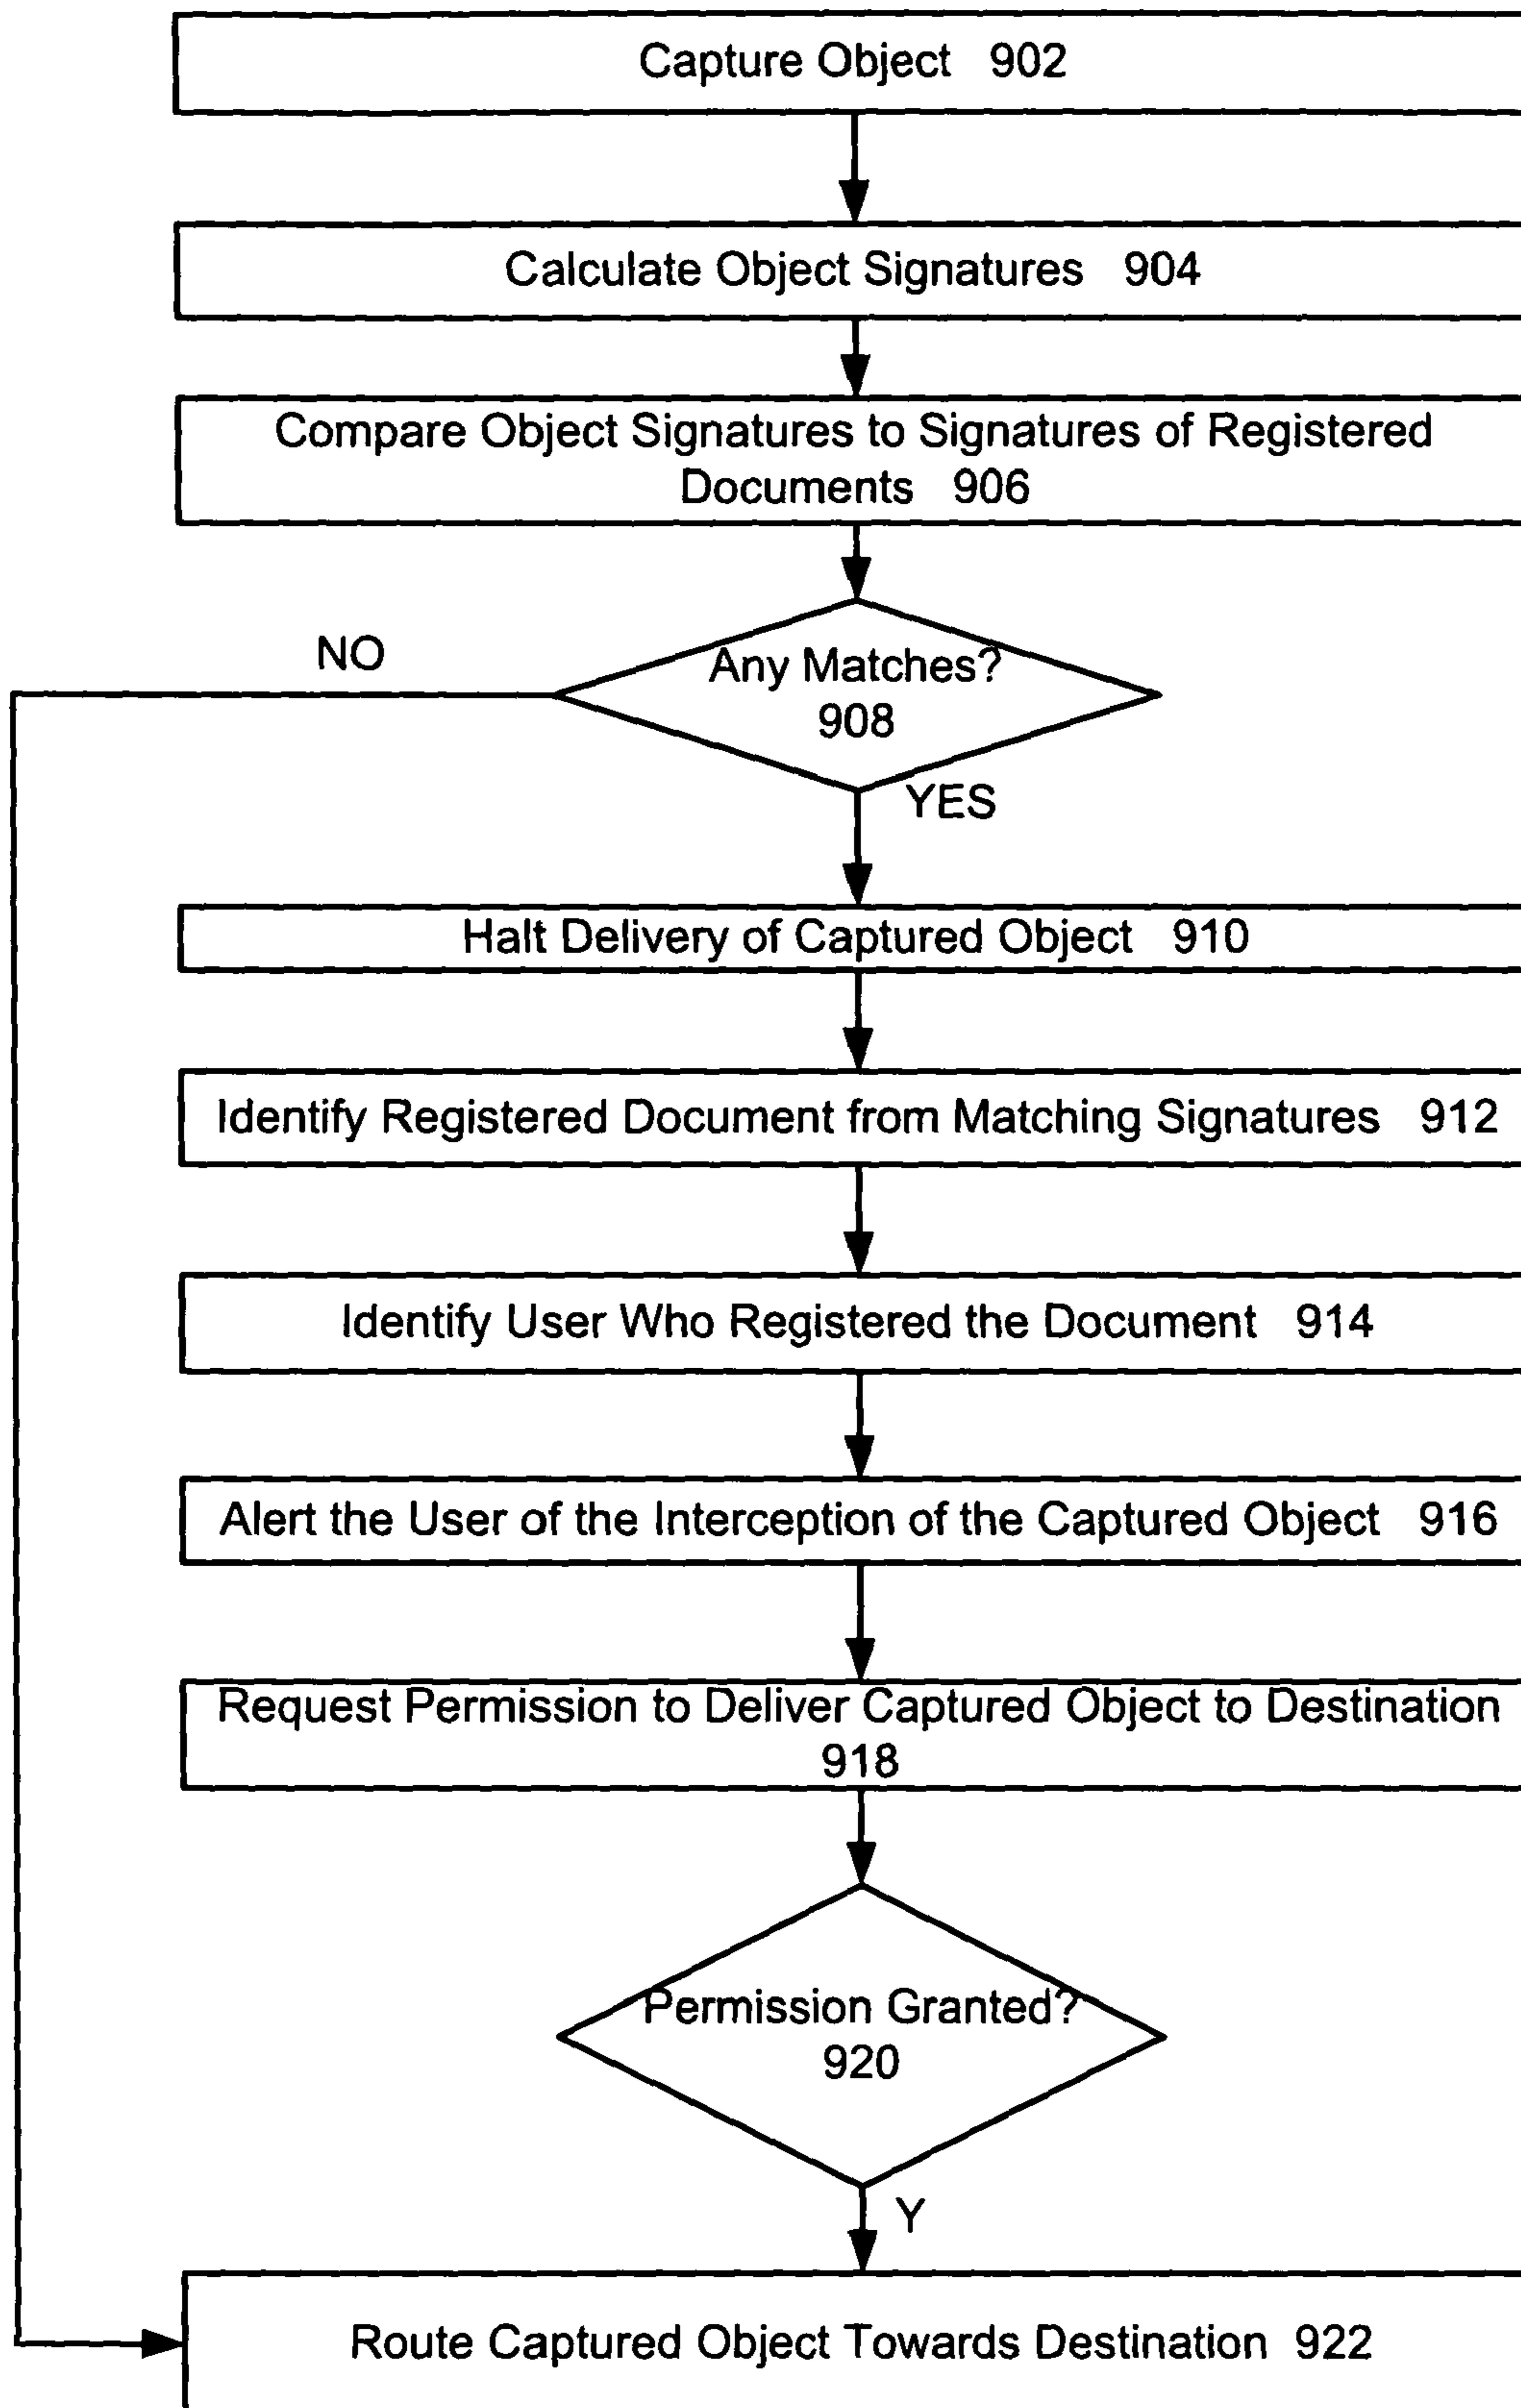 Capture Object 902
Calculate Object Signatures 904
Compare Object Signatures to Signatures of Registered
Documents 906
NO
Any Matches?
908
YES
Halt Delivery of Captured Object 910
Identify Registered Document from Matching Signatures 912
Identify User Who Registered the Document 914
Alert the User of the Interception of the Captured Object 916
Request Permission to Deliver Captured Object to Destination
918
Permission Granted?
920
Y
Route Captured Object Towards Destination 922